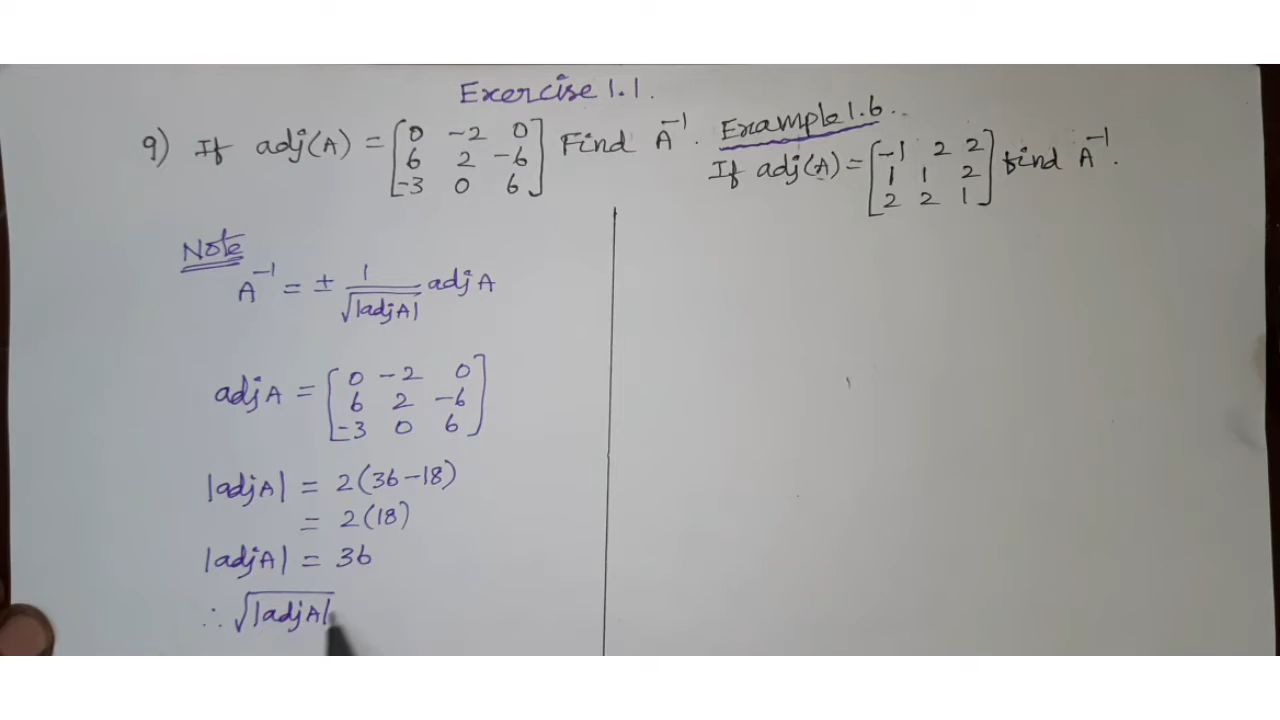 Exercise 1.1.
9) If adj(A) = [0 -2 0 Find A⁻¹.
6 2 -6
-3 0 6]
Example 1.6.
If adj(A) = [-1 2 2 find A⁻¹.
1 1 2
2 2 1]
Note
A⁻¹ = ± 1/√|adjA| adjA
adjA = [0 -2 0
6 2 -6
-3 0 6]
|adjA| = 2(36-18)
= 2(18)
|adjA| = 36
∴ √|adjA|